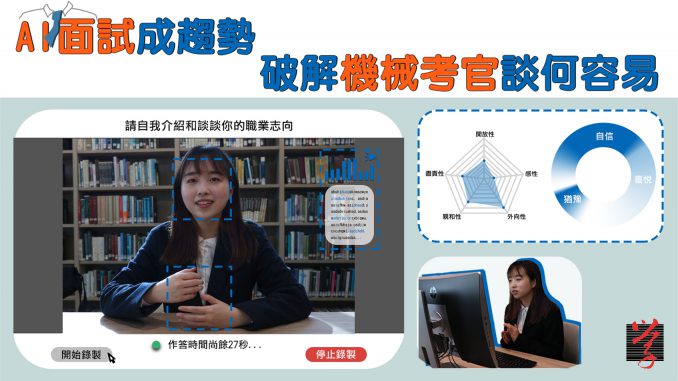 AI面試成趨勢
破解機械考官談何容易
請自我介紹和談談你的職業志向
開始錄製
作答時間尚餘27秒...
停止錄製
開放性
感性
外向性
親和性
盡責性
自信
喜悅
猶豫